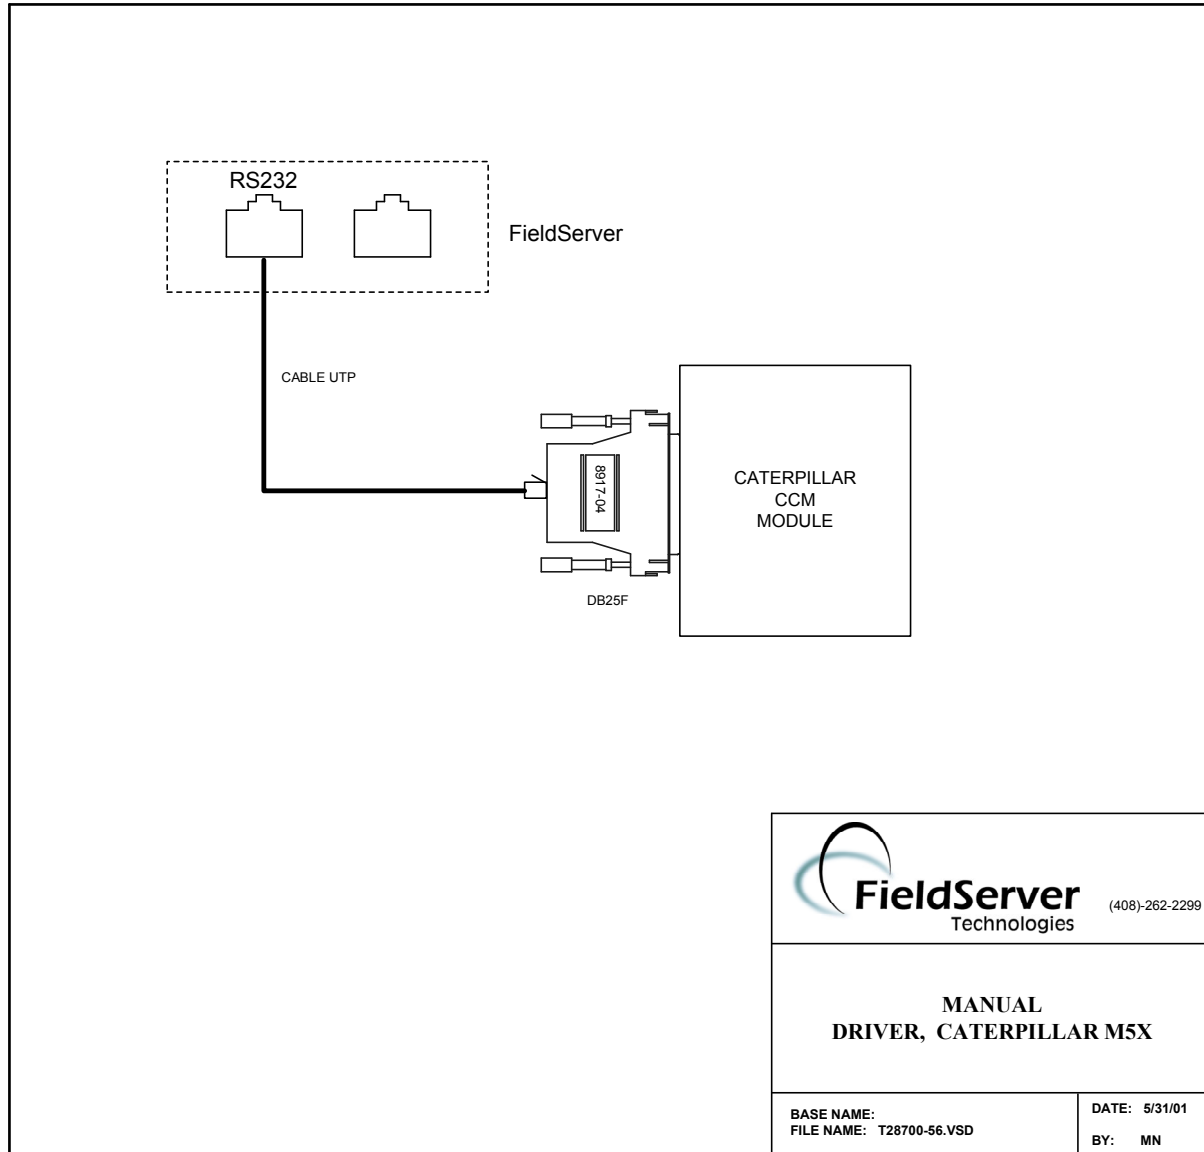 RS232
FieldServer
CABLE UTP
8917-04
DB25F
CATERPILLAR
CCM
MODULE
FieldServer
Technologies
(408)-262-2299
MANUAL
DRIVER, CATERPILLAR M5X
BASE NAME:
FILE NAME: T28700-56.VSD
DATE: 5/31/01
BY: MN